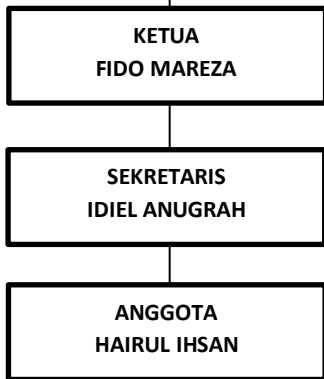 KETUA
FIDO MAREZA
SEKRETARIS
IDIEL ANUGRAH
ANGGOTA
HAIRUL IHSAN